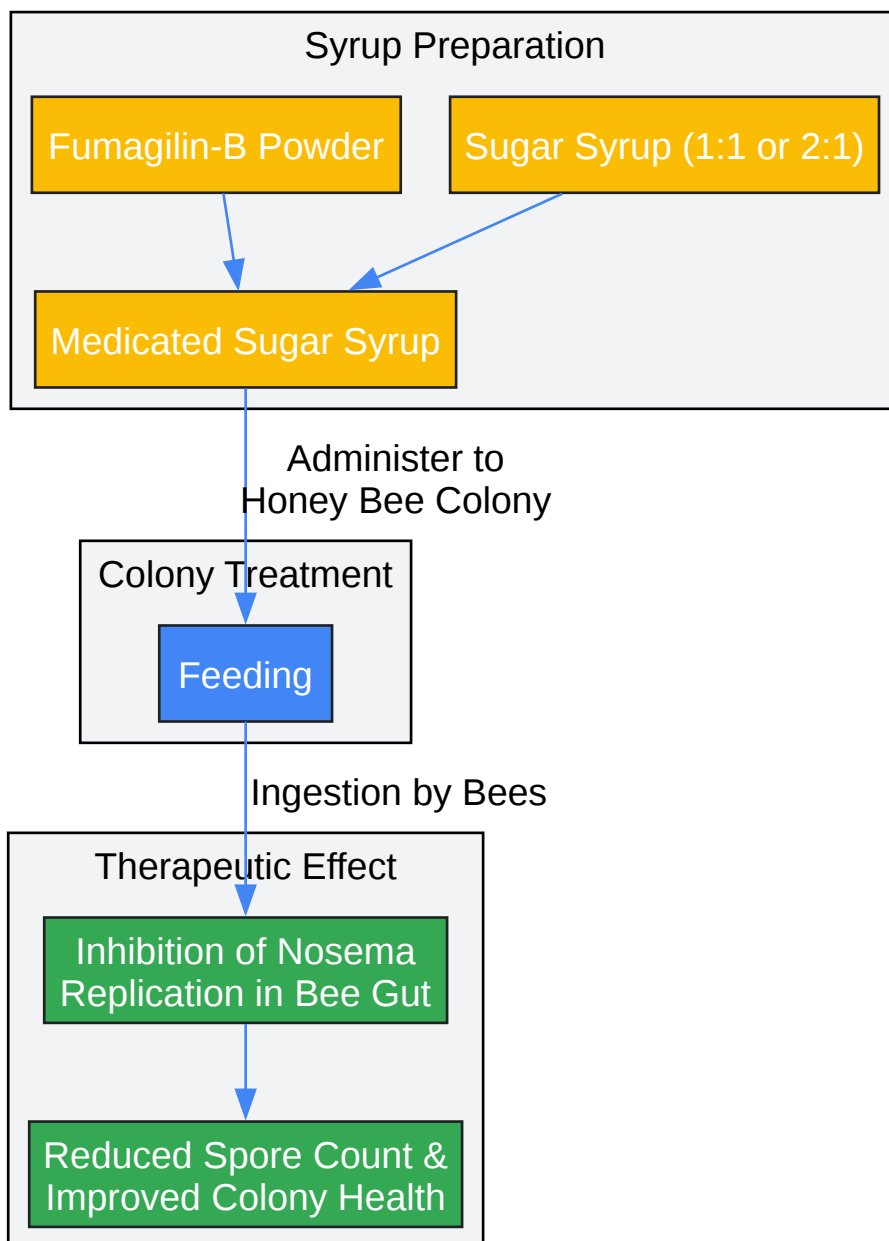 Syrup Preparation
Fumagilin-B Powder
Sugar Syrup (1:1 or 2:1)
Medicated Sugar Syrup
Administer to
Honey Bee Colony
Colony Treatment
Feeding
Ingestion by Bees
Therapeutic Effect
Inhibition of Nosema
Replication in Bee Gut
Reduced Spore Count &
Improved Colony Health